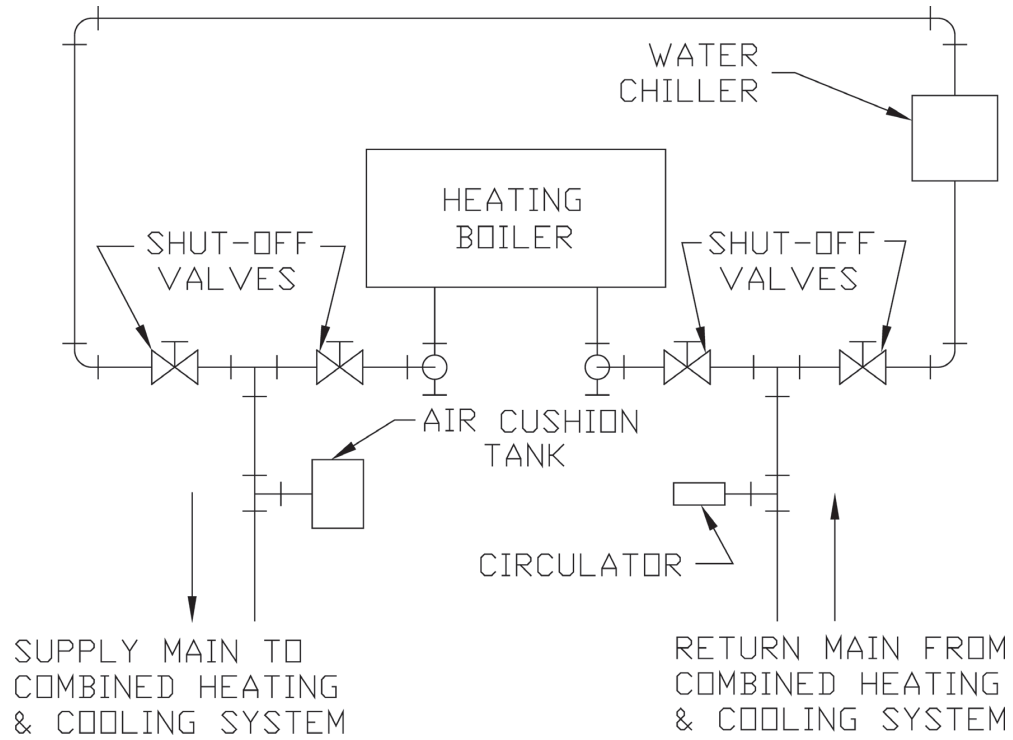 WATER
CHILLER
HEATING
BOILER
SHUT-OFF
VALVES
SHUT-OFF
VALVES
AIR CUSHION
TANK
CIRCULATOR
SUPPLY MAIN TO
COMBINED HEATING
& COOLING SYSTEM
RETURN MAIN FROM
COMBINED HEATING
& COOLING SYSTEM